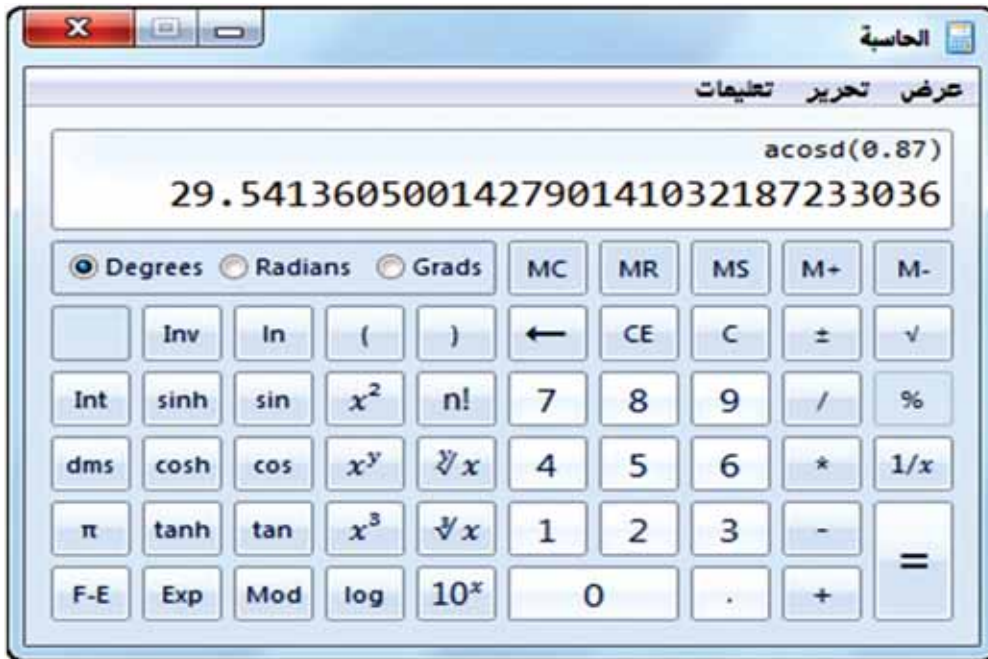 الحاسبة
عرض تحرير تعليمات
acosd(0.87)
29.541360500142790141032187233036
Degrees Radians Grads MC MR MS M+ M-
Inv In ( ) ← CE C ± √
Int sinh sin x² n! 7 8 9 / %
dms cosh cos xʸ ʸ√x 4 5 6 * 1/x
π tanh tan x³ ³√x 1 2 3 - =
F-E Exp Mod log 10ˣ 0 . +